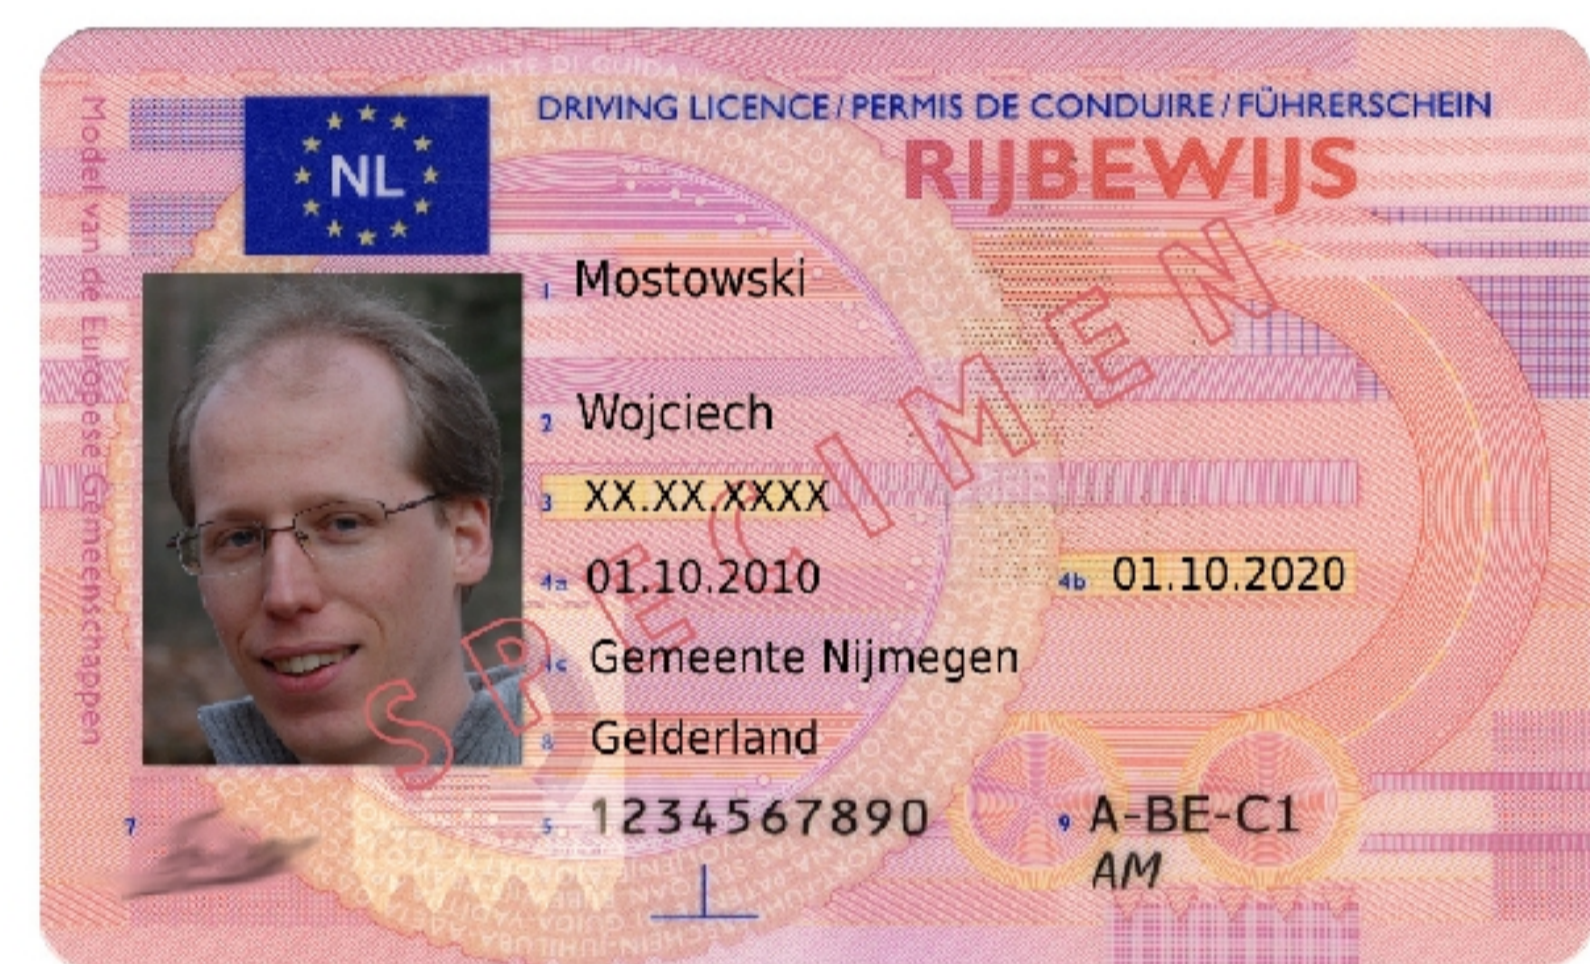 DRIVING LICENCE / PERMIS DE CONDUIRE / FÜHRERSCHEIN
NL
RIJBEWIJS
Model van de Europese Gemeenschappen
1 Mostowski
2 Wojciech
3 XX.XX.XXXX
4a 01.10.2010 4b 01.10.2020
4c Gemeente Nijmegen
8 Gelderland
5 1234567890 9 A-BE-C1
AM
7
SPECIMEN